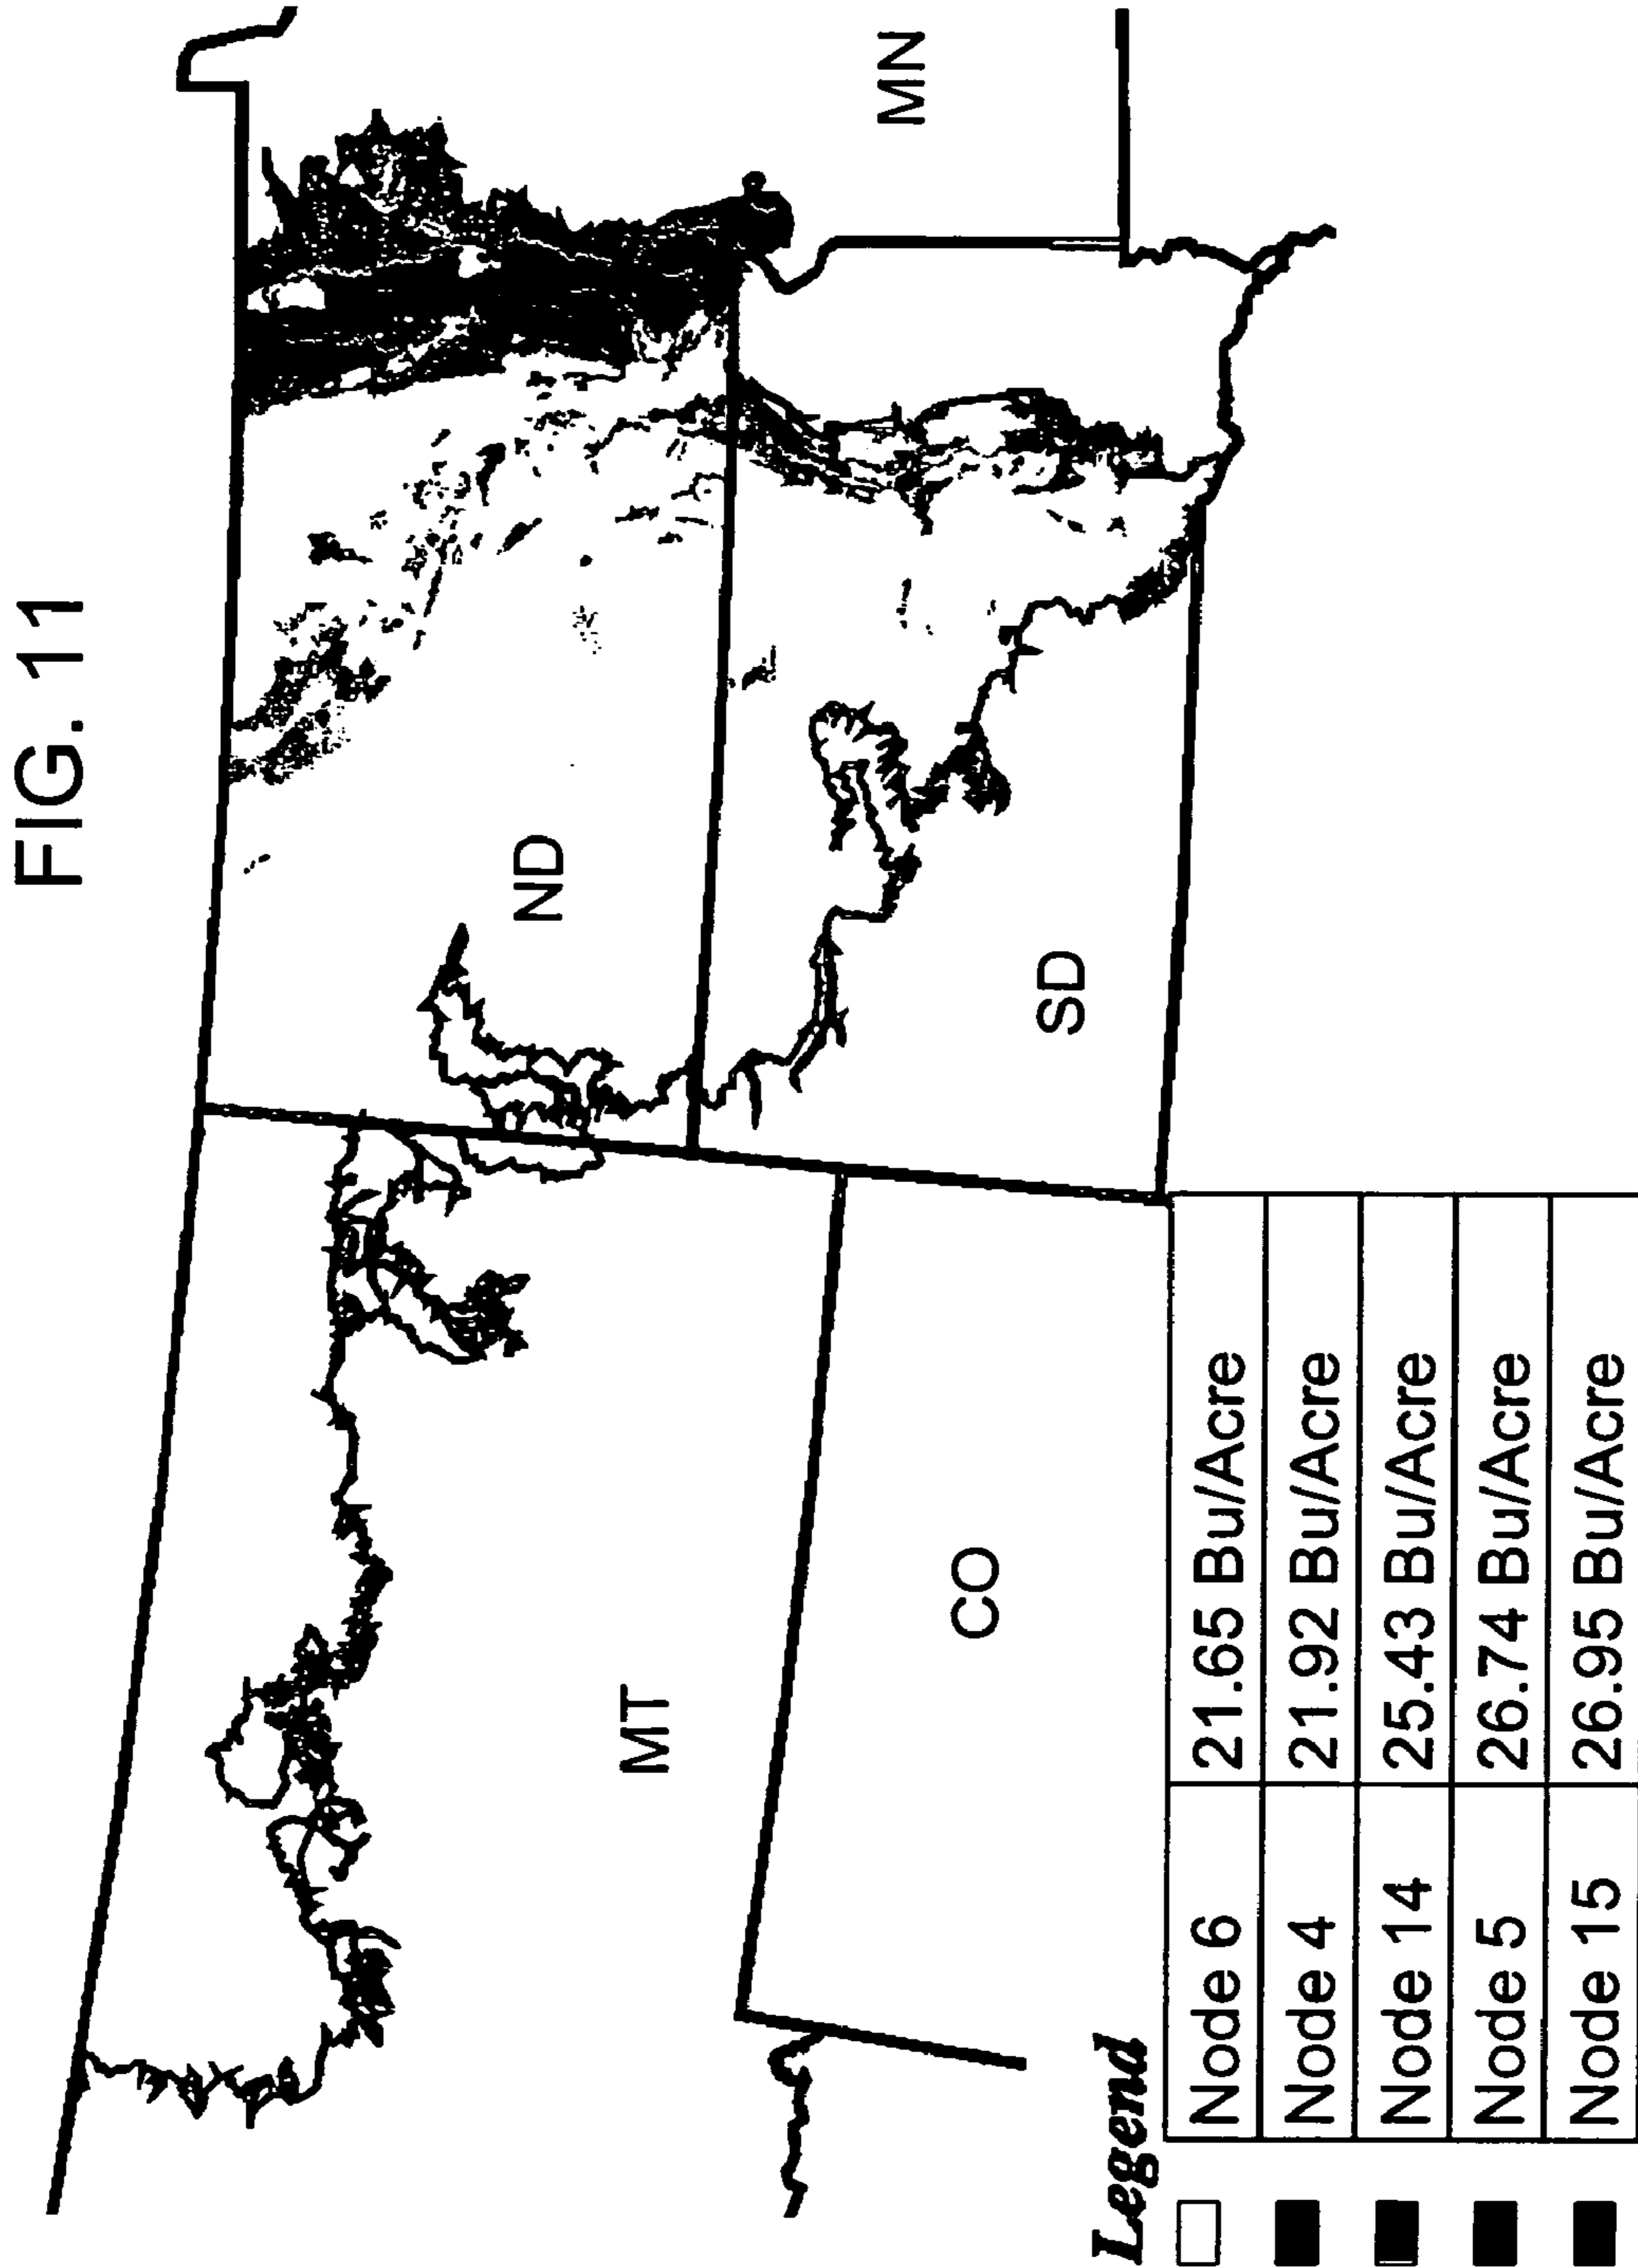 FIG. 11
MN
ND
SD
MT
CO
Legend
Node 6 21.65 Bu/Acre
Node 4 21.92 Bu/Acre
Node 14 25.43 Bu/Acre
Node 5 26.74 Bu/Acre
Node 15 26.95 Bu/Acre